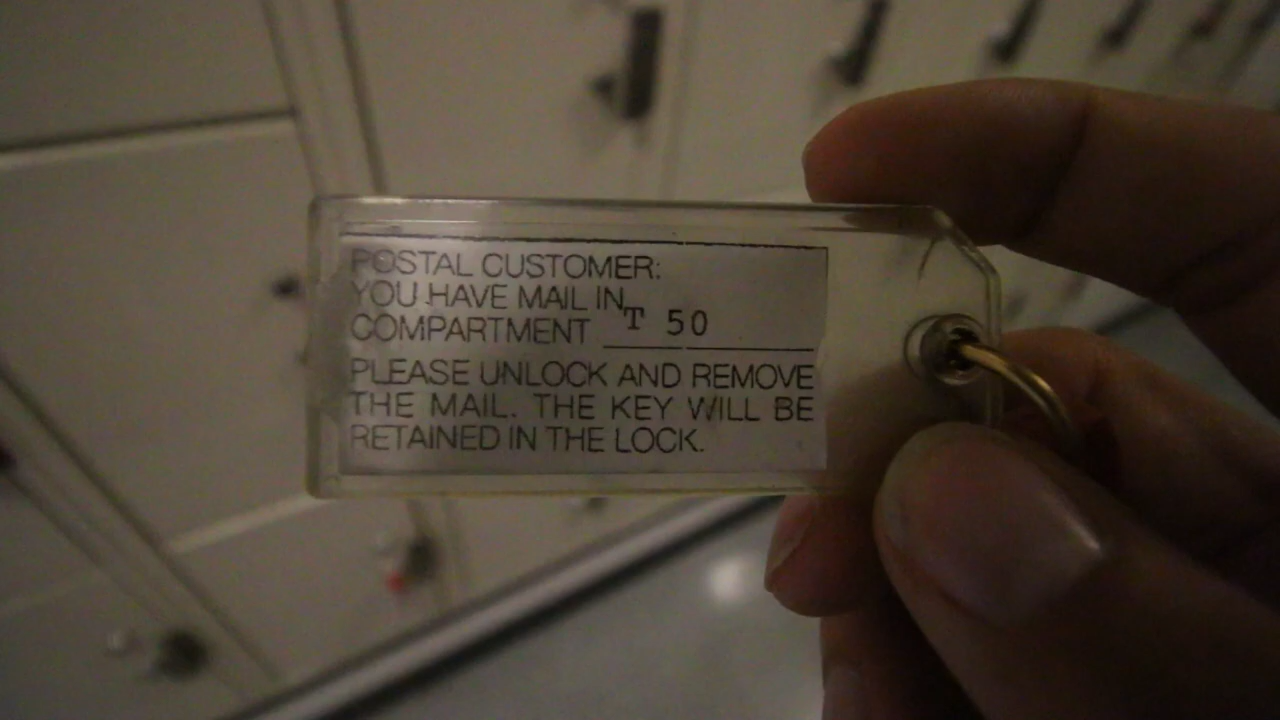 POSTAL CUSTOMER:
YOU HAVE MAIL IN
COMPARTMENT T 50
PLEASE UNLOCK AND REMOVE
THE MAIL. THE KEY WILL BE
RETAINED IN THE LOCK.